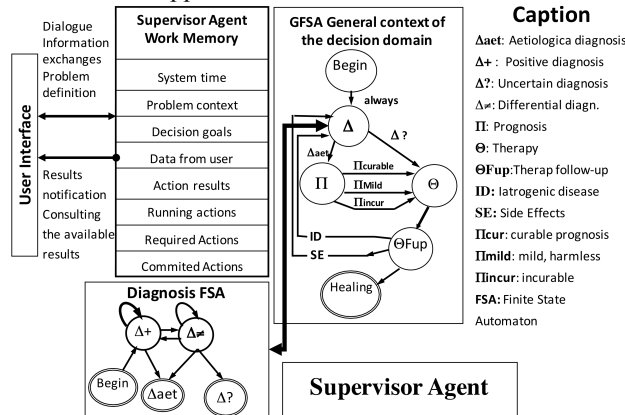 Dialogue
Information
exchanges
Problem
definition
User Interface
Results
notification
Consulting
the available
results
Supervisor Agent
Work Memory
System time
Problem context
Decision goals
Data from user
Action results
Running actions
Required Actions
Commited Actions
GFSA General context of
the decision domain
Begin
always
Δ
Δ ?
Δaet
Π
Πcurable
ΠMild
Πincur
Θ
ID
SE
ΘFup
Healing
Diagnosis FSA
Δ+
Δ≠
Begin
Δaet
Δ?
Supervisor Agent
Caption
Δaet: Aetiologica diagnosis
Δ+ : Positive diagnosis
Δ?: Uncertain diagnosis
Δ≠: Differential diagn.
Π: Prognosis
Θ: Therapy
ΘFup:Therap follow-up
ID: Iatrogenic disease
SE: Side Effects
Πcur: curable prognosis
Πmild: mild, harmless
Πincur: incurable
FSA: Finite State
Automaton